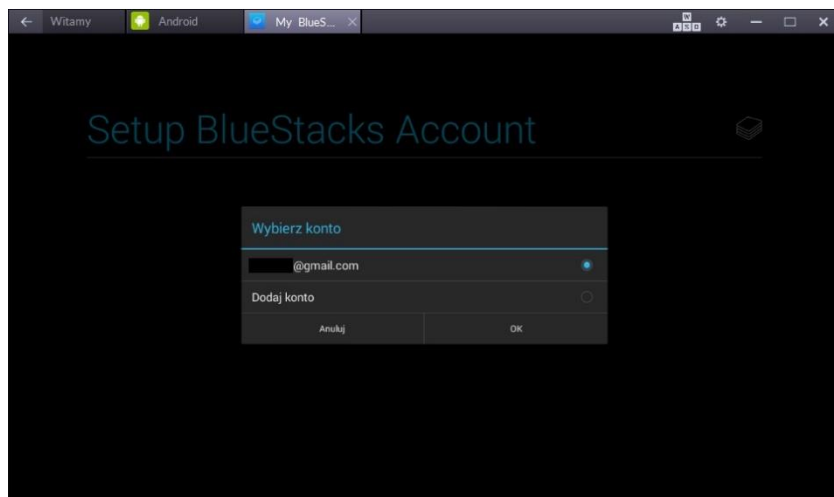 Witamy Android My BlueS...
W
A S D
Setup BlueStacks Account
Wybierz konto
@gmail.com
Dodaj konto
Anuluj OK